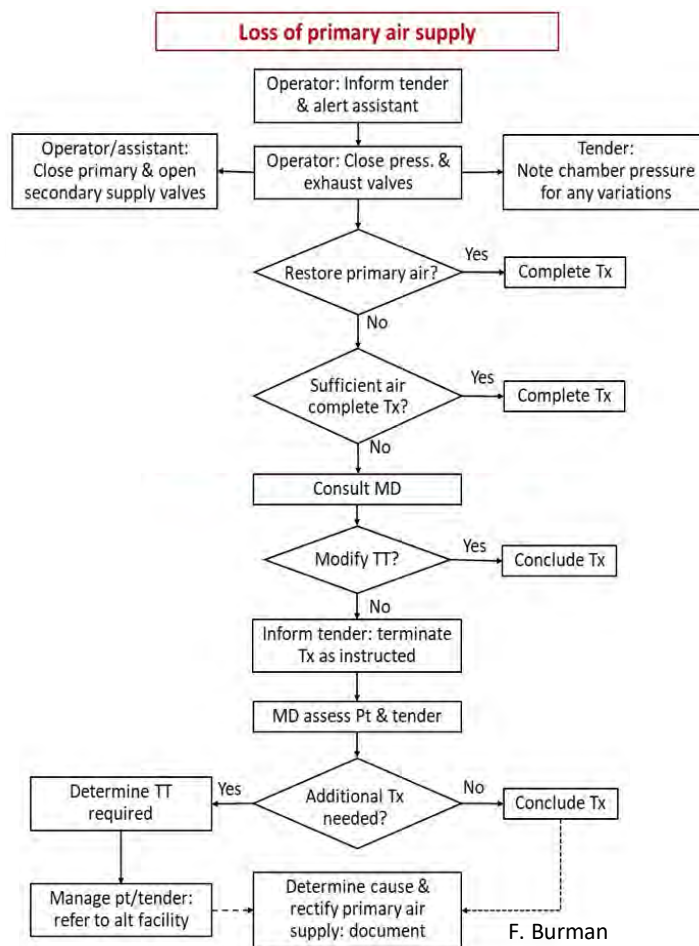 Loss of primary air supply
Operator: Inform tender
& alert assistant
Operator/assistant:
Close primary & open
secondary supply valves
Operator: Close press. &
exhaust valves
Tender:
Note chamber pressure
for any variations
Restore primary air?
Yes
Complete Tx
No
Sufficient air
complete Tx?
Yes
Complete Tx
No
Consult MD
Modify TT?
Yes
Conclude Tx
No
Inform tender: terminate
Tx as instructed
MD assess Pt & tender
Determine TT
required
Yes
Additional Tx
needed?
No
Conclude Tx
Manage pt/tender:
refer to alt facility
Determine cause &
rectify primary air
supply: document
F. Burman